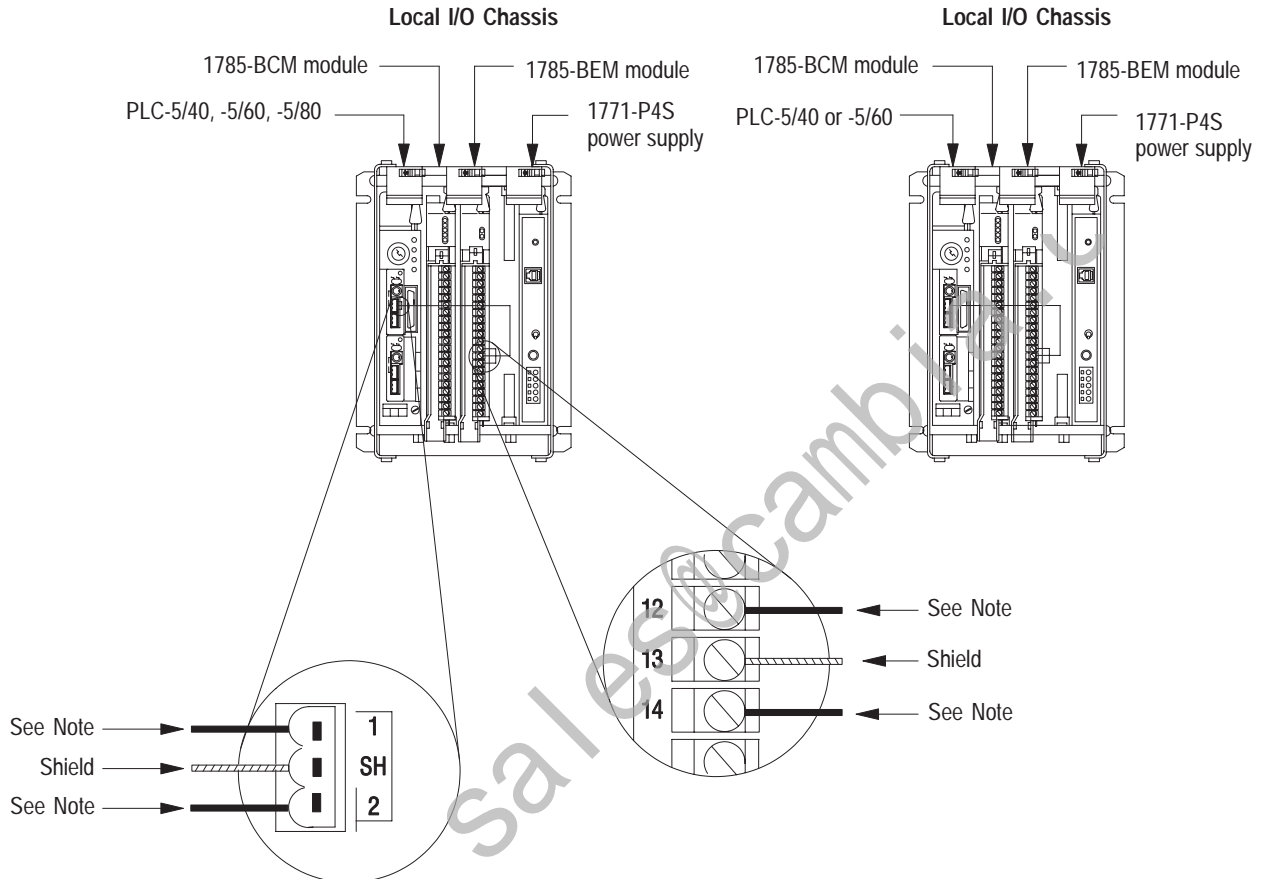 Local I/O Chassis
1785-BCM module
1785-BEM module
PLC-5/40, -5/60, -5/80
1771-P4S
power supply
Local I/O Chassis
1785-BCM module
1785-BEM module
PLC-5/40 or -5/60
1771-P4S
power supply
12
See Note
13
Shield
14
See Note
See Note
1
Shield
SH
See Note
2